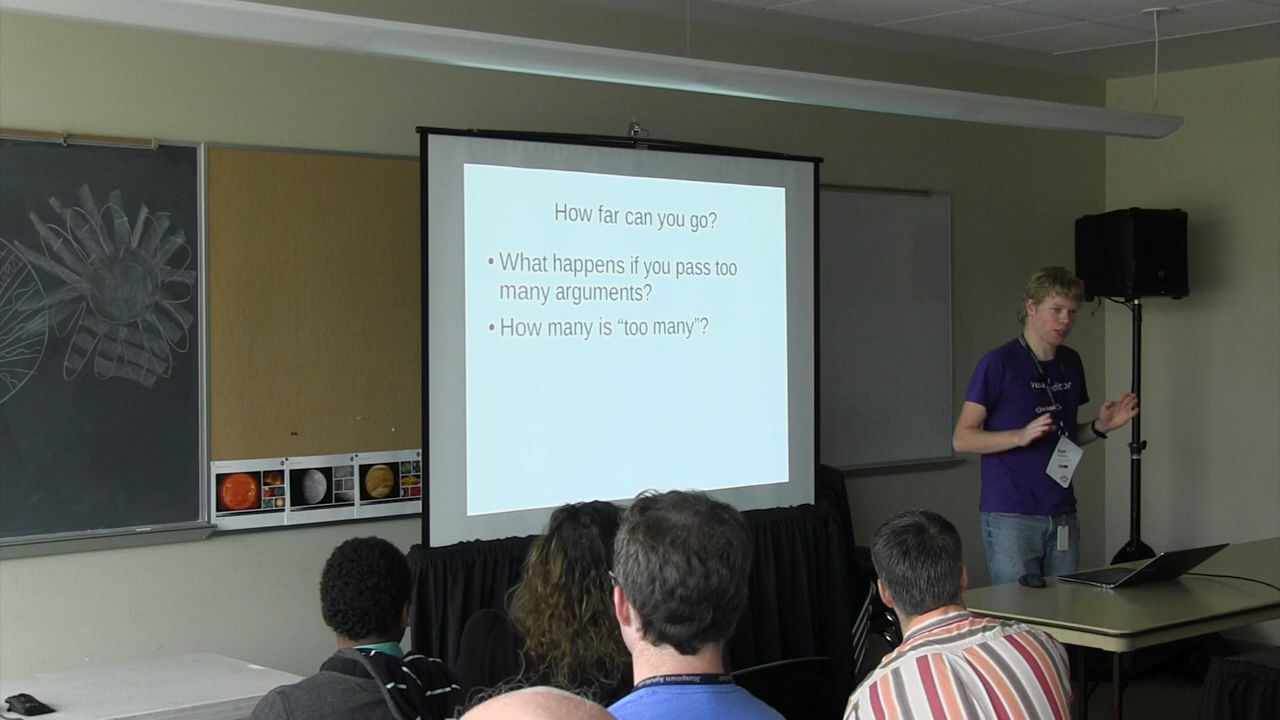 How far can you go?
• What happens if you pass too
many arguments?
• How many is “too many”?